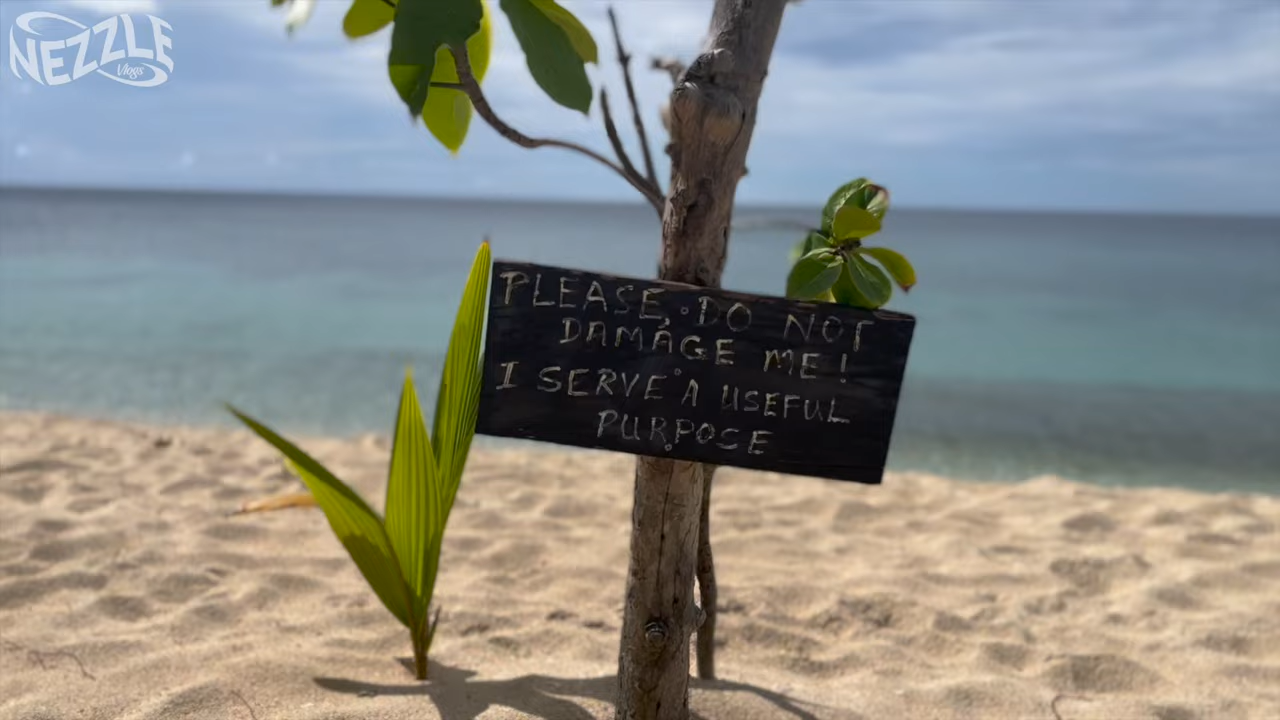 NEZZLE
Vlogs
PLEASE, DO NOT
DAMAGE ME!
I SERVE A USEFUL
PURPOSE